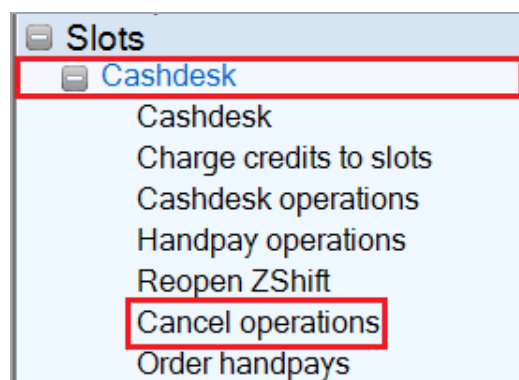 Slots
Cashdesk
Cashdesk
Charge credits to slots
Cashdesk operations
Handpay operations
Reopen ZShift
Cancel operations
Order handpays